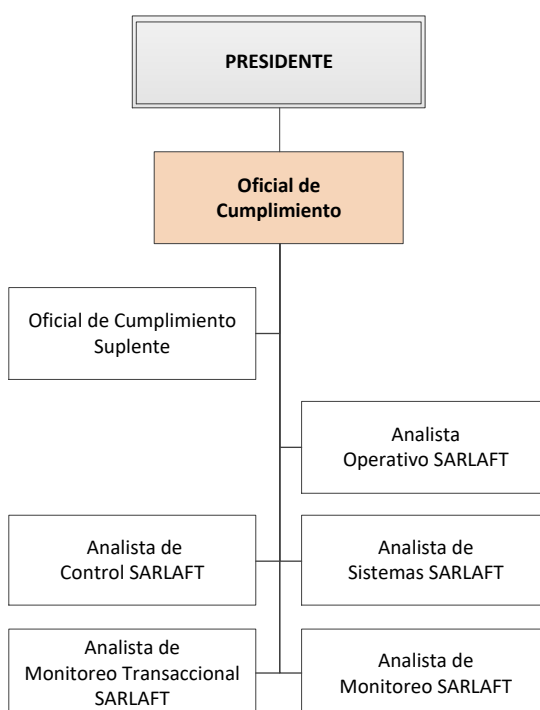 PRESIDENTE
Oficial de
Cumplimiento
Oficial de Cumplimiento
Suplente
Analista
Operativo SARLAFT
Analista de
Control SARLAFT
Analista de
Sistemas SARLAFT
Analista de
Monitoreo Transaccional
SARLAFT
Analista de
Monitoreo SARLAFT